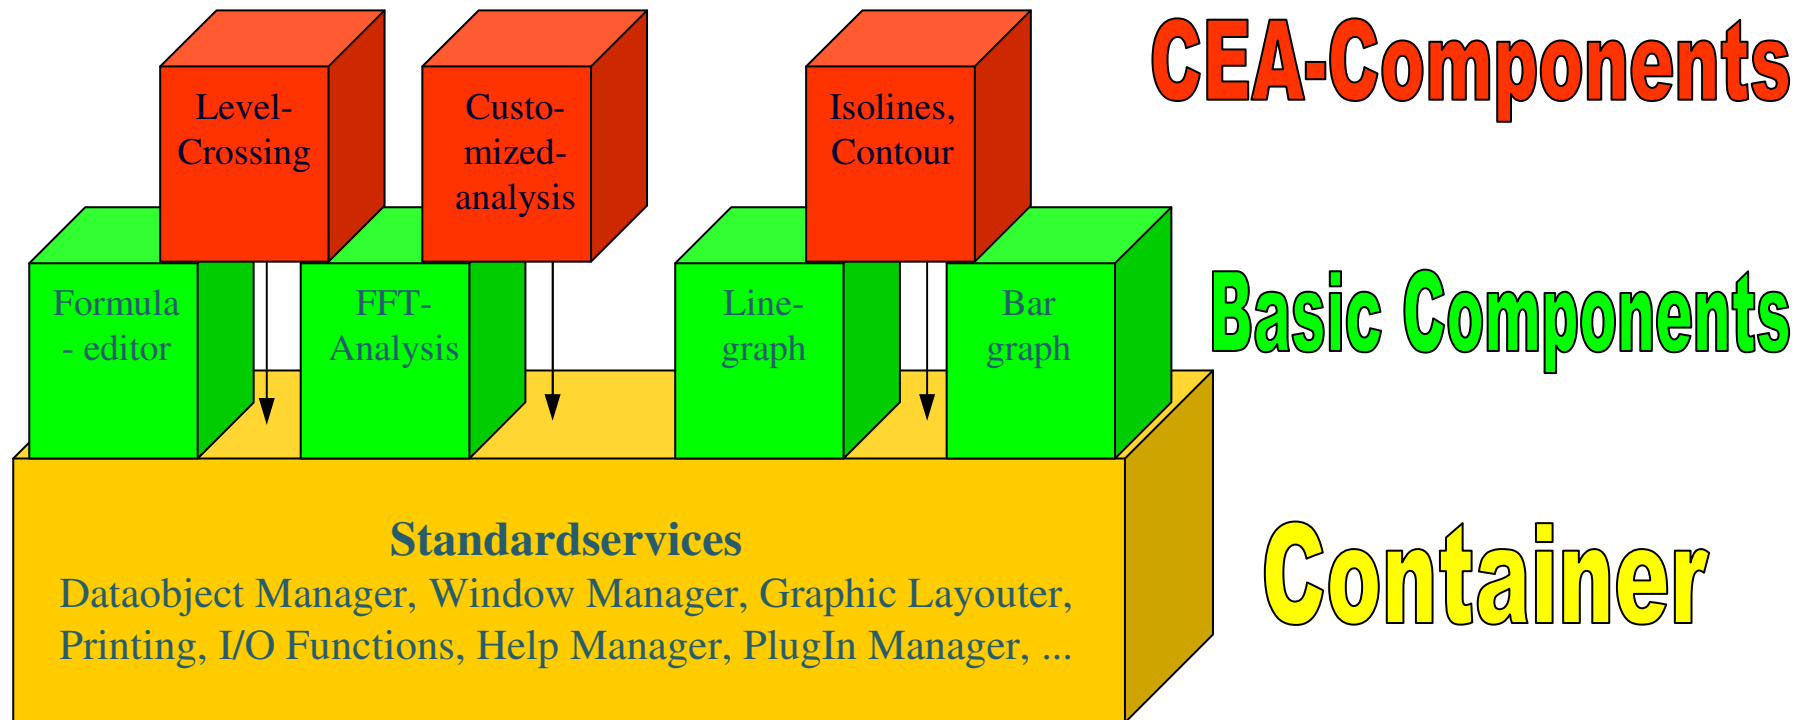 Level-
Crossing
Custo-
mized-
analysis
Isolines,
Contour
CEA-Components
Formula
- editor
FFT-
Analysis
Line-
graph
Bar
graph
Basic Components
Standardservices
Dataobject Manager, Window Manager, Graphic Layouter,
Printing, I/O Functions, Help Manager, PlugIn Manager, ...
Container